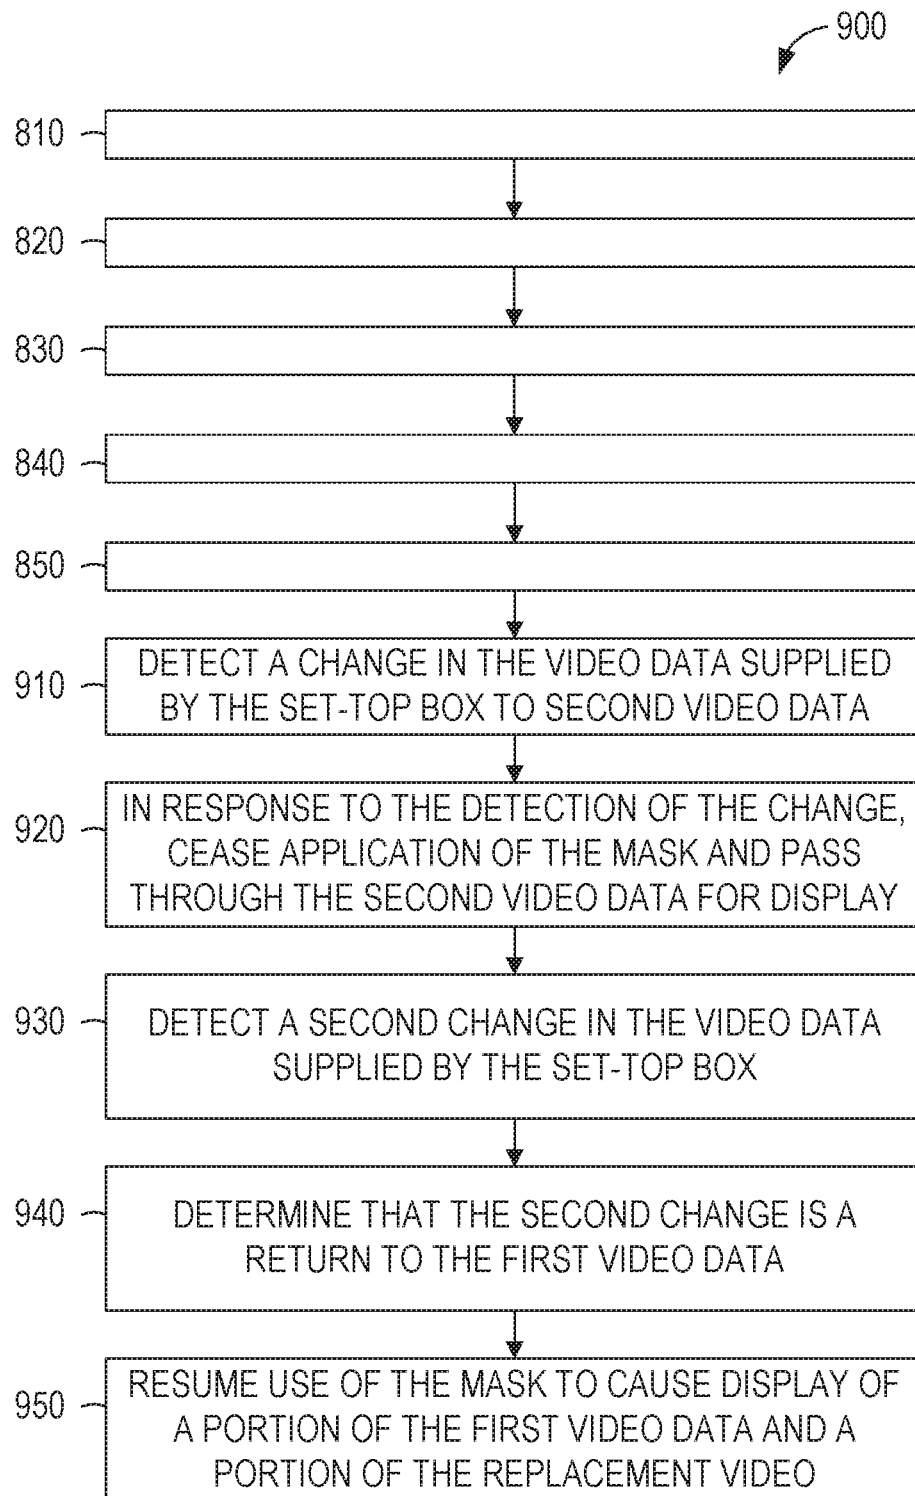 900
810
820
830
840
850
910
DETECT A CHANGE IN THE VIDEO DATA SUPPLIED
BY THE SET-TOP BOX TO SECOND VIDEO DATA
920
IN RESPONSE TO THE DETECTION OF THE CHANGE,
CEASE APPLICATION OF THE MASK AND PASS
THROUGH THE SECOND VIDEO DATA FOR DISPLAY
930
DETECT A SECOND CHANGE IN THE VIDEO DATA
SUPPLIED BY THE SET-TOP BOX
940
DETERMINE THAT THE SECOND CHANGE IS A
RETURN TO THE FIRST VIDEO DATA
950
RESUME USE OF THE MASK TO CAUSE DISPLAY OF
A PORTION OF THE FIRST VIDEO DATA AND A
PORTION OF THE REPLACEMENT VIDEO